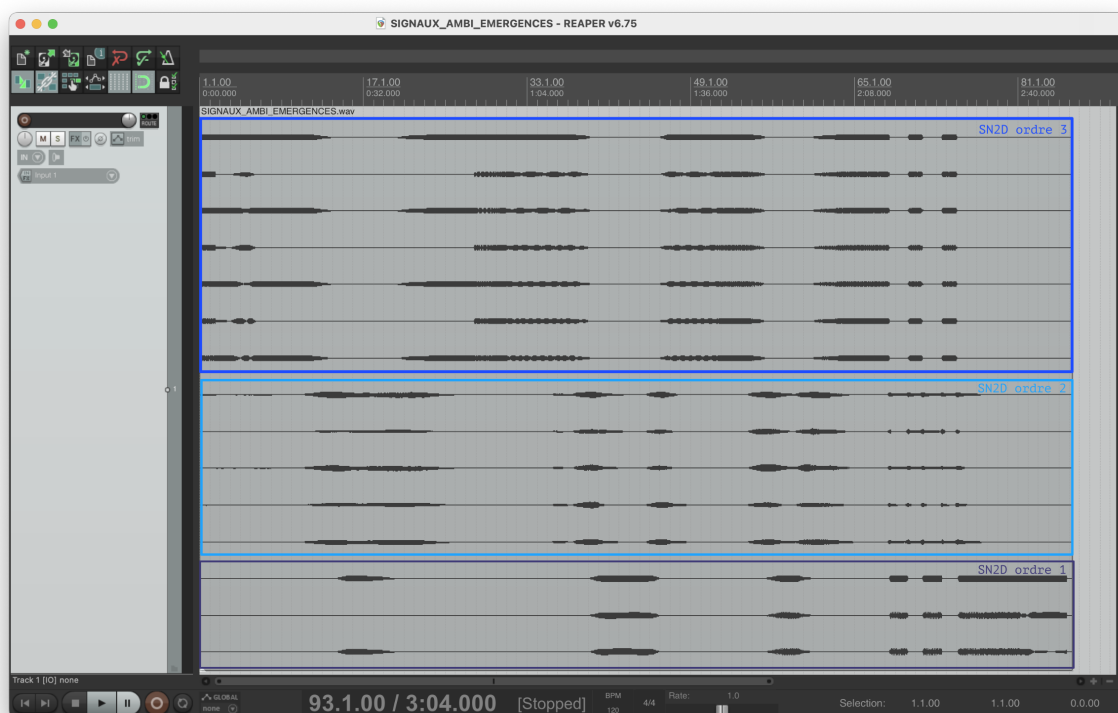 SIGNAUX_AMBI_EMERGENCES - REAPER v6.75
1.1.00 17.1.00 33.1.00 49.1.00 65.1.00 81.1.00
0:00.000 0:32.000 1:04.000 1:36.000 2:08.000 2:40.000
SIGNAUX_AMBI_EMERGENCES.wav
SN2D ordre 3
ROUTE
M S FX trim
IN
Input 1
1
SN2D ordre 2
SN2D ordre 1
Track 1 [IO] none
GLOBAL
none
93.1.00 / 3:04.000 [Stopped]
BPM
120
4/4
Rate: 1.0
Selection: 1.1.00 1.1.00 0.0.00